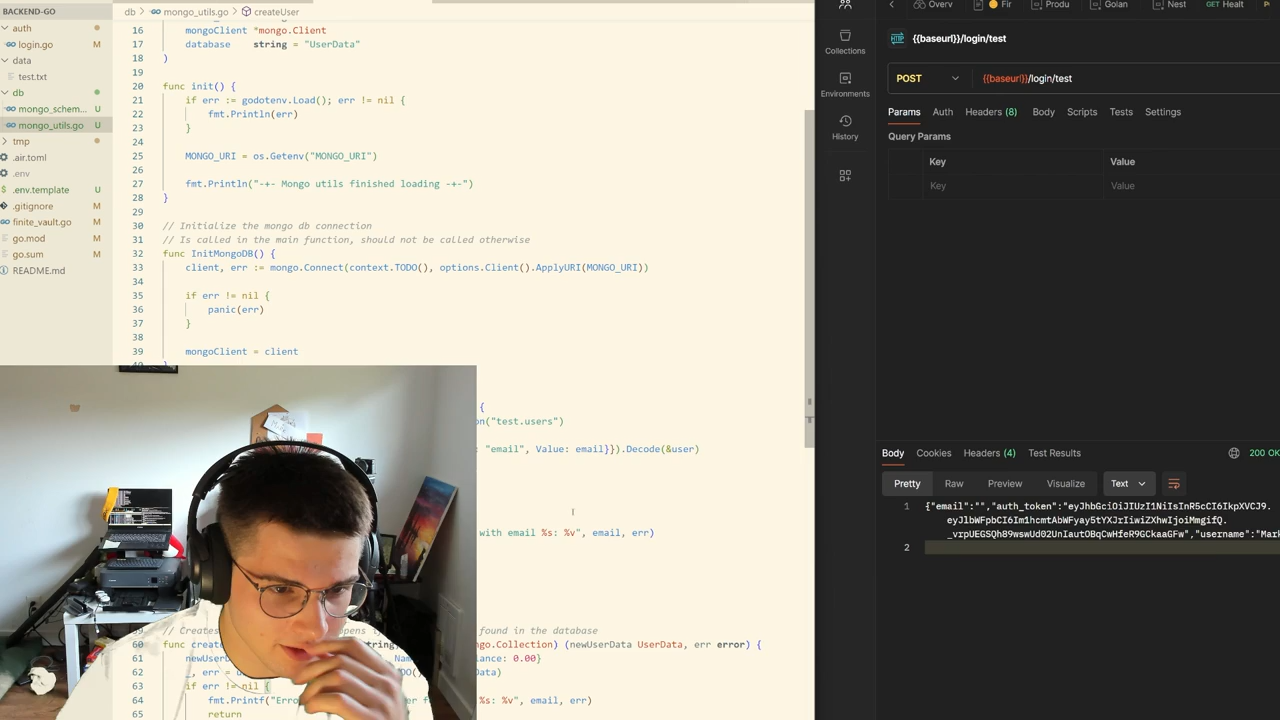 BACKEND-GO
auth
login.go M
data
test.txt
db
mongo_schem... U
mongo_utils.go U
tmp
.air.toml
.env
.env.template U
.gitignore M
finite_vault.go M
go.mod M
go.sum M
README.md
db > mongo_utils.go > createUser
16 mongoClient *mongo.Client
17 database string = "UserData"
18 )
19
20 func init() {
21 if err := godotenv.Load(); err != nil {
22 fmt.Println(err)
23 }
24
25 MONGO_URI = os.Getenv("MONGO_URI")
26
27 fmt.Println("-+- Mongo utils finished loading -+-")
28 }
29
30 // Initialize the mongo db connection
31 // Is called in the main function, should not be called otherwise
32 func InitMongoDB() {
33 client, err := mongo.Connect(context.TODO(), options.Client().ApplyURI(MONGO_URI))
34
35 if err != nil {
36 panic(err)
37 }
38
39 mongoClient = client
{
on("test.users")
"email", Value: email}}).Decode(&user)
with email %s: %v", email, err)
// Creates
found in the database
60 func create
ngo.Collection) (newUserData UserData, err error) {
61 newUserD
lance: 0.00}
62 _, err = u
Data)
63 if err != nil {
64 fmt.Printf("Erro
%s: %v", email, err)
65 return
Collections
Environments
History
Overv
Fir
Produ
Golan
Nest
GET Healt
HTTP {{baseurl}}/login/test
POST {{baseurl}}/login/test
Params Auth Headers (8) Body Scripts Tests Settings
Query Params
Key Value
Key Value
Body Cookies Headers (4) Test Results 200 OK
Pretty Raw Preview Visualize Text
1 {"email":"","auth_token":"eyJhbGciOiJIUzI1NiIsInR5cCI6IkpXVCJ9.
eyJlbWFpbCI6Im1hcmtAbWFyay5tYXJrIiwiZXhwIjoiMmgifQ.
_vrpUEGSQh89wswUd02UnIautOBqCwHfeR9GCkaaGFw","username":"Mark
2